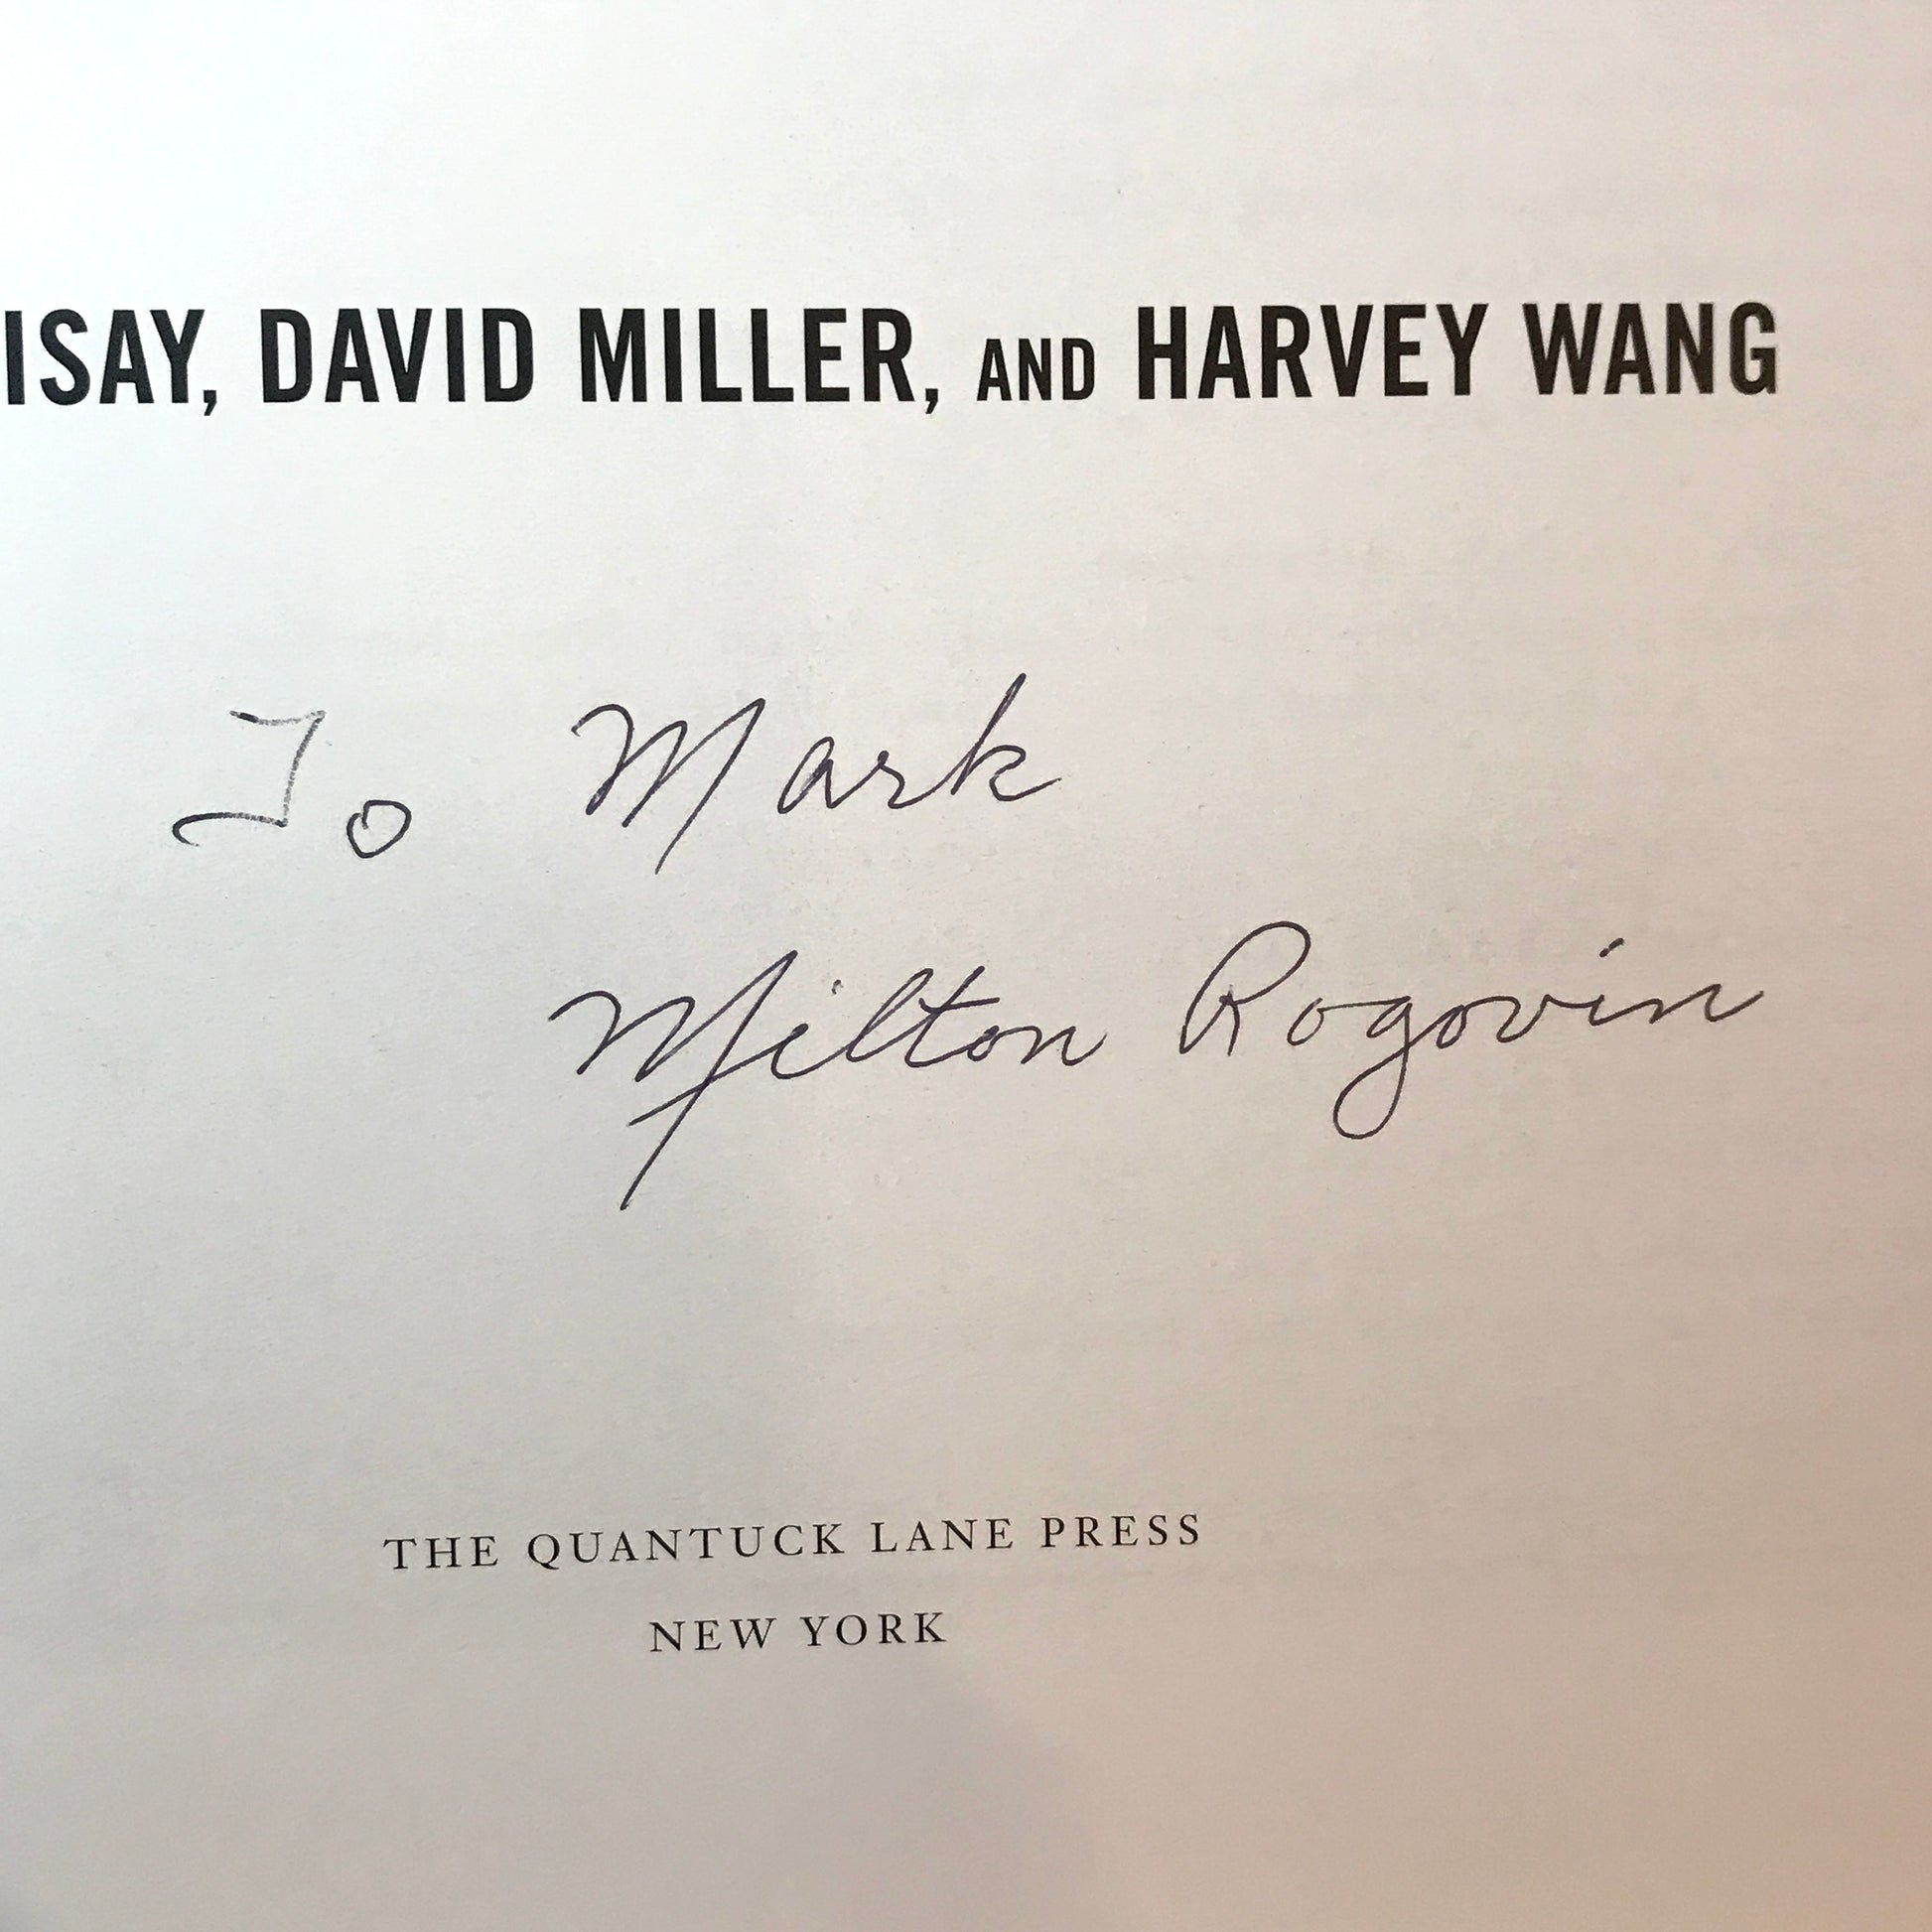 ISAY, DAVID MILLER, AND HARVEY WANG
To Mark
Milton Rogovin
THE QUANTUCK LANE PRESS
NEW YORK